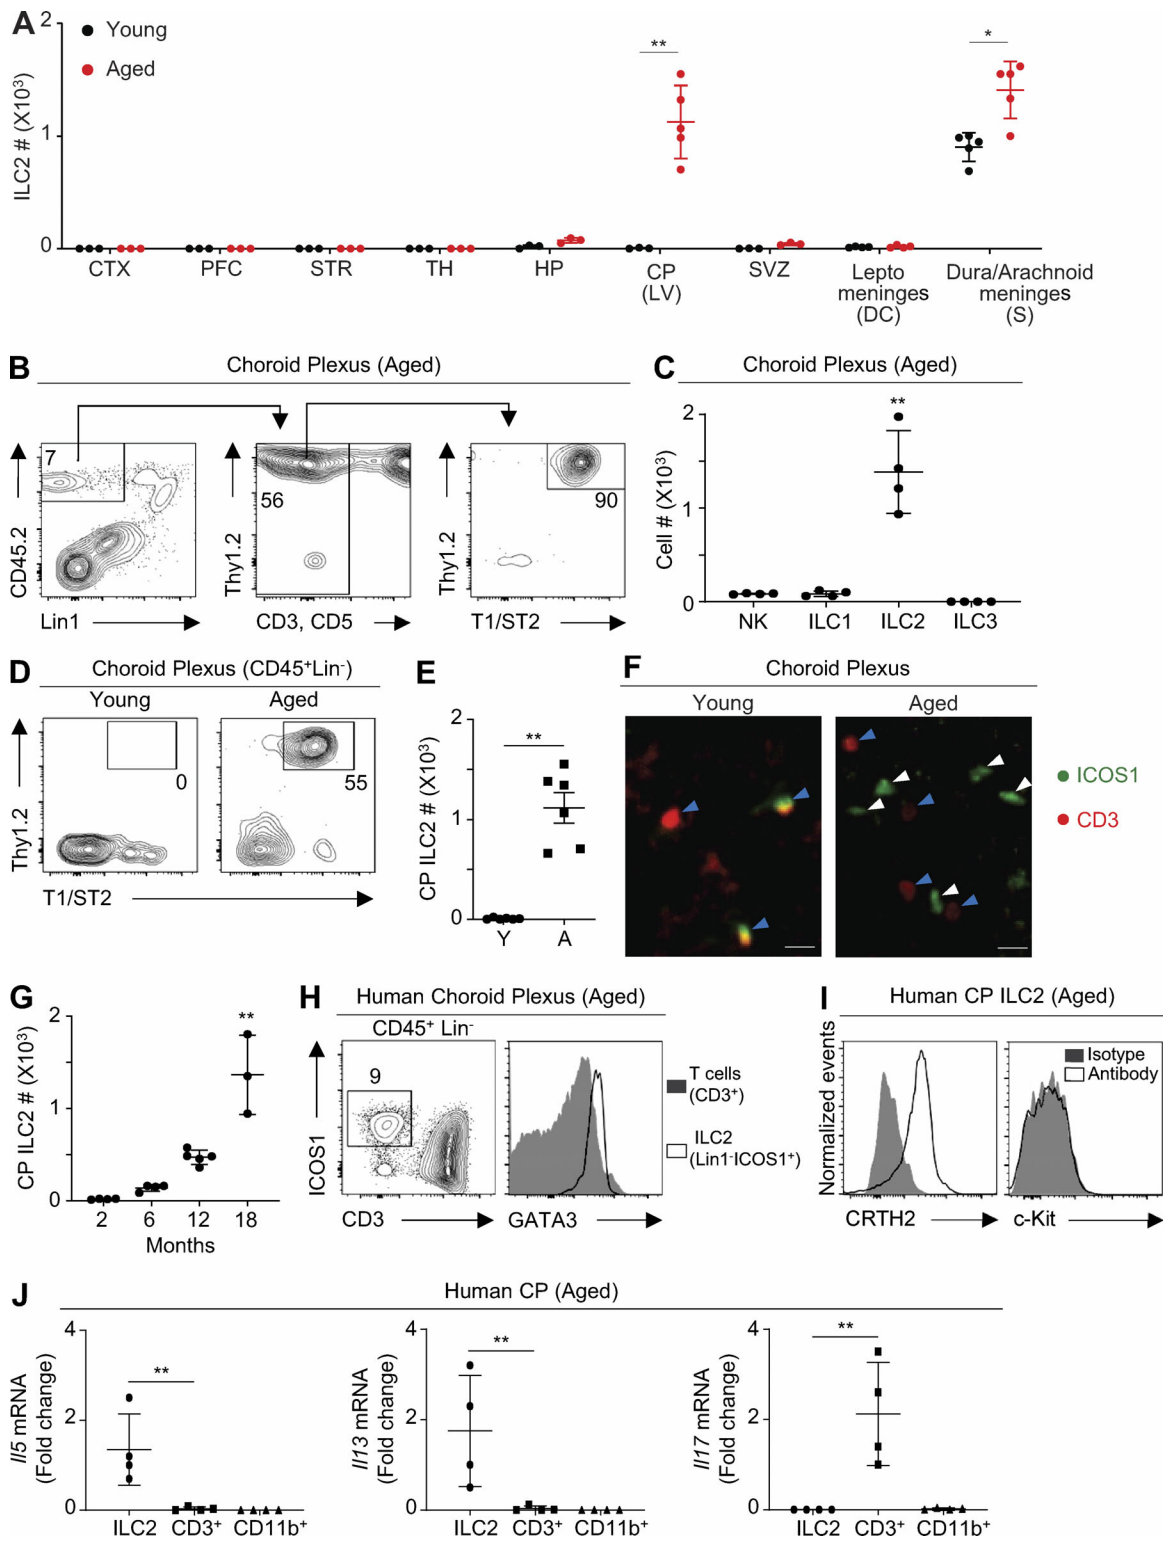 A
2
1
0
ILC2 # (X10³)
Young
Aged
**
*
CTX
PFC
STR
TH
HP
CP
(LV)
SVZ
Lepto
meninges
(DC)
Dura/Arachnoid
meninges
(S)
B
Choroid Plexus (Aged)
7
CD45.2
Lin1
56
Thy1.2
CD3, CD5
90
Thy1.2
T1/ST2
C
Choroid Plexus (Aged)
**
2
1
0
Cell # (X10³)
NK
ILC1
ILC2
ILC3
D
Choroid Plexus (CD45⁺Lin⁻)
Young
Aged
0
55
Thy1.2
T1/ST2
E
2
1
0
CP ILC2 # (X10³)
**
Y
A
F
Choroid Plexus
Young
Aged
ICOS1
CD3
G
2
1
0
CP ILC2 # (X10³)
**
2
6
12
18
Months
H
Human Choroid Plexus (Aged)
CD45⁺ Lin⁻
9
ICOS1
CD3
GATA3
T cells
(CD3⁺)
ILC2
(Lin1⁻ICOS1⁺)
I
Human CP ILC2 (Aged)
Normalized events
Isotype
Antibody
CRTH2
c-Kit
J
Human CP (Aged)
4
2
0
Il5 mRNA
(Fold change)
**
ILC2
CD3⁺
CD11b⁺
4
2
0
Il13 mRNA
(Fold change)
**
ILC2
CD3⁺
CD11b⁺
4
2
0
Il17 mRNA
(Fold change)
**
ILC2
CD3⁺
CD11b⁺